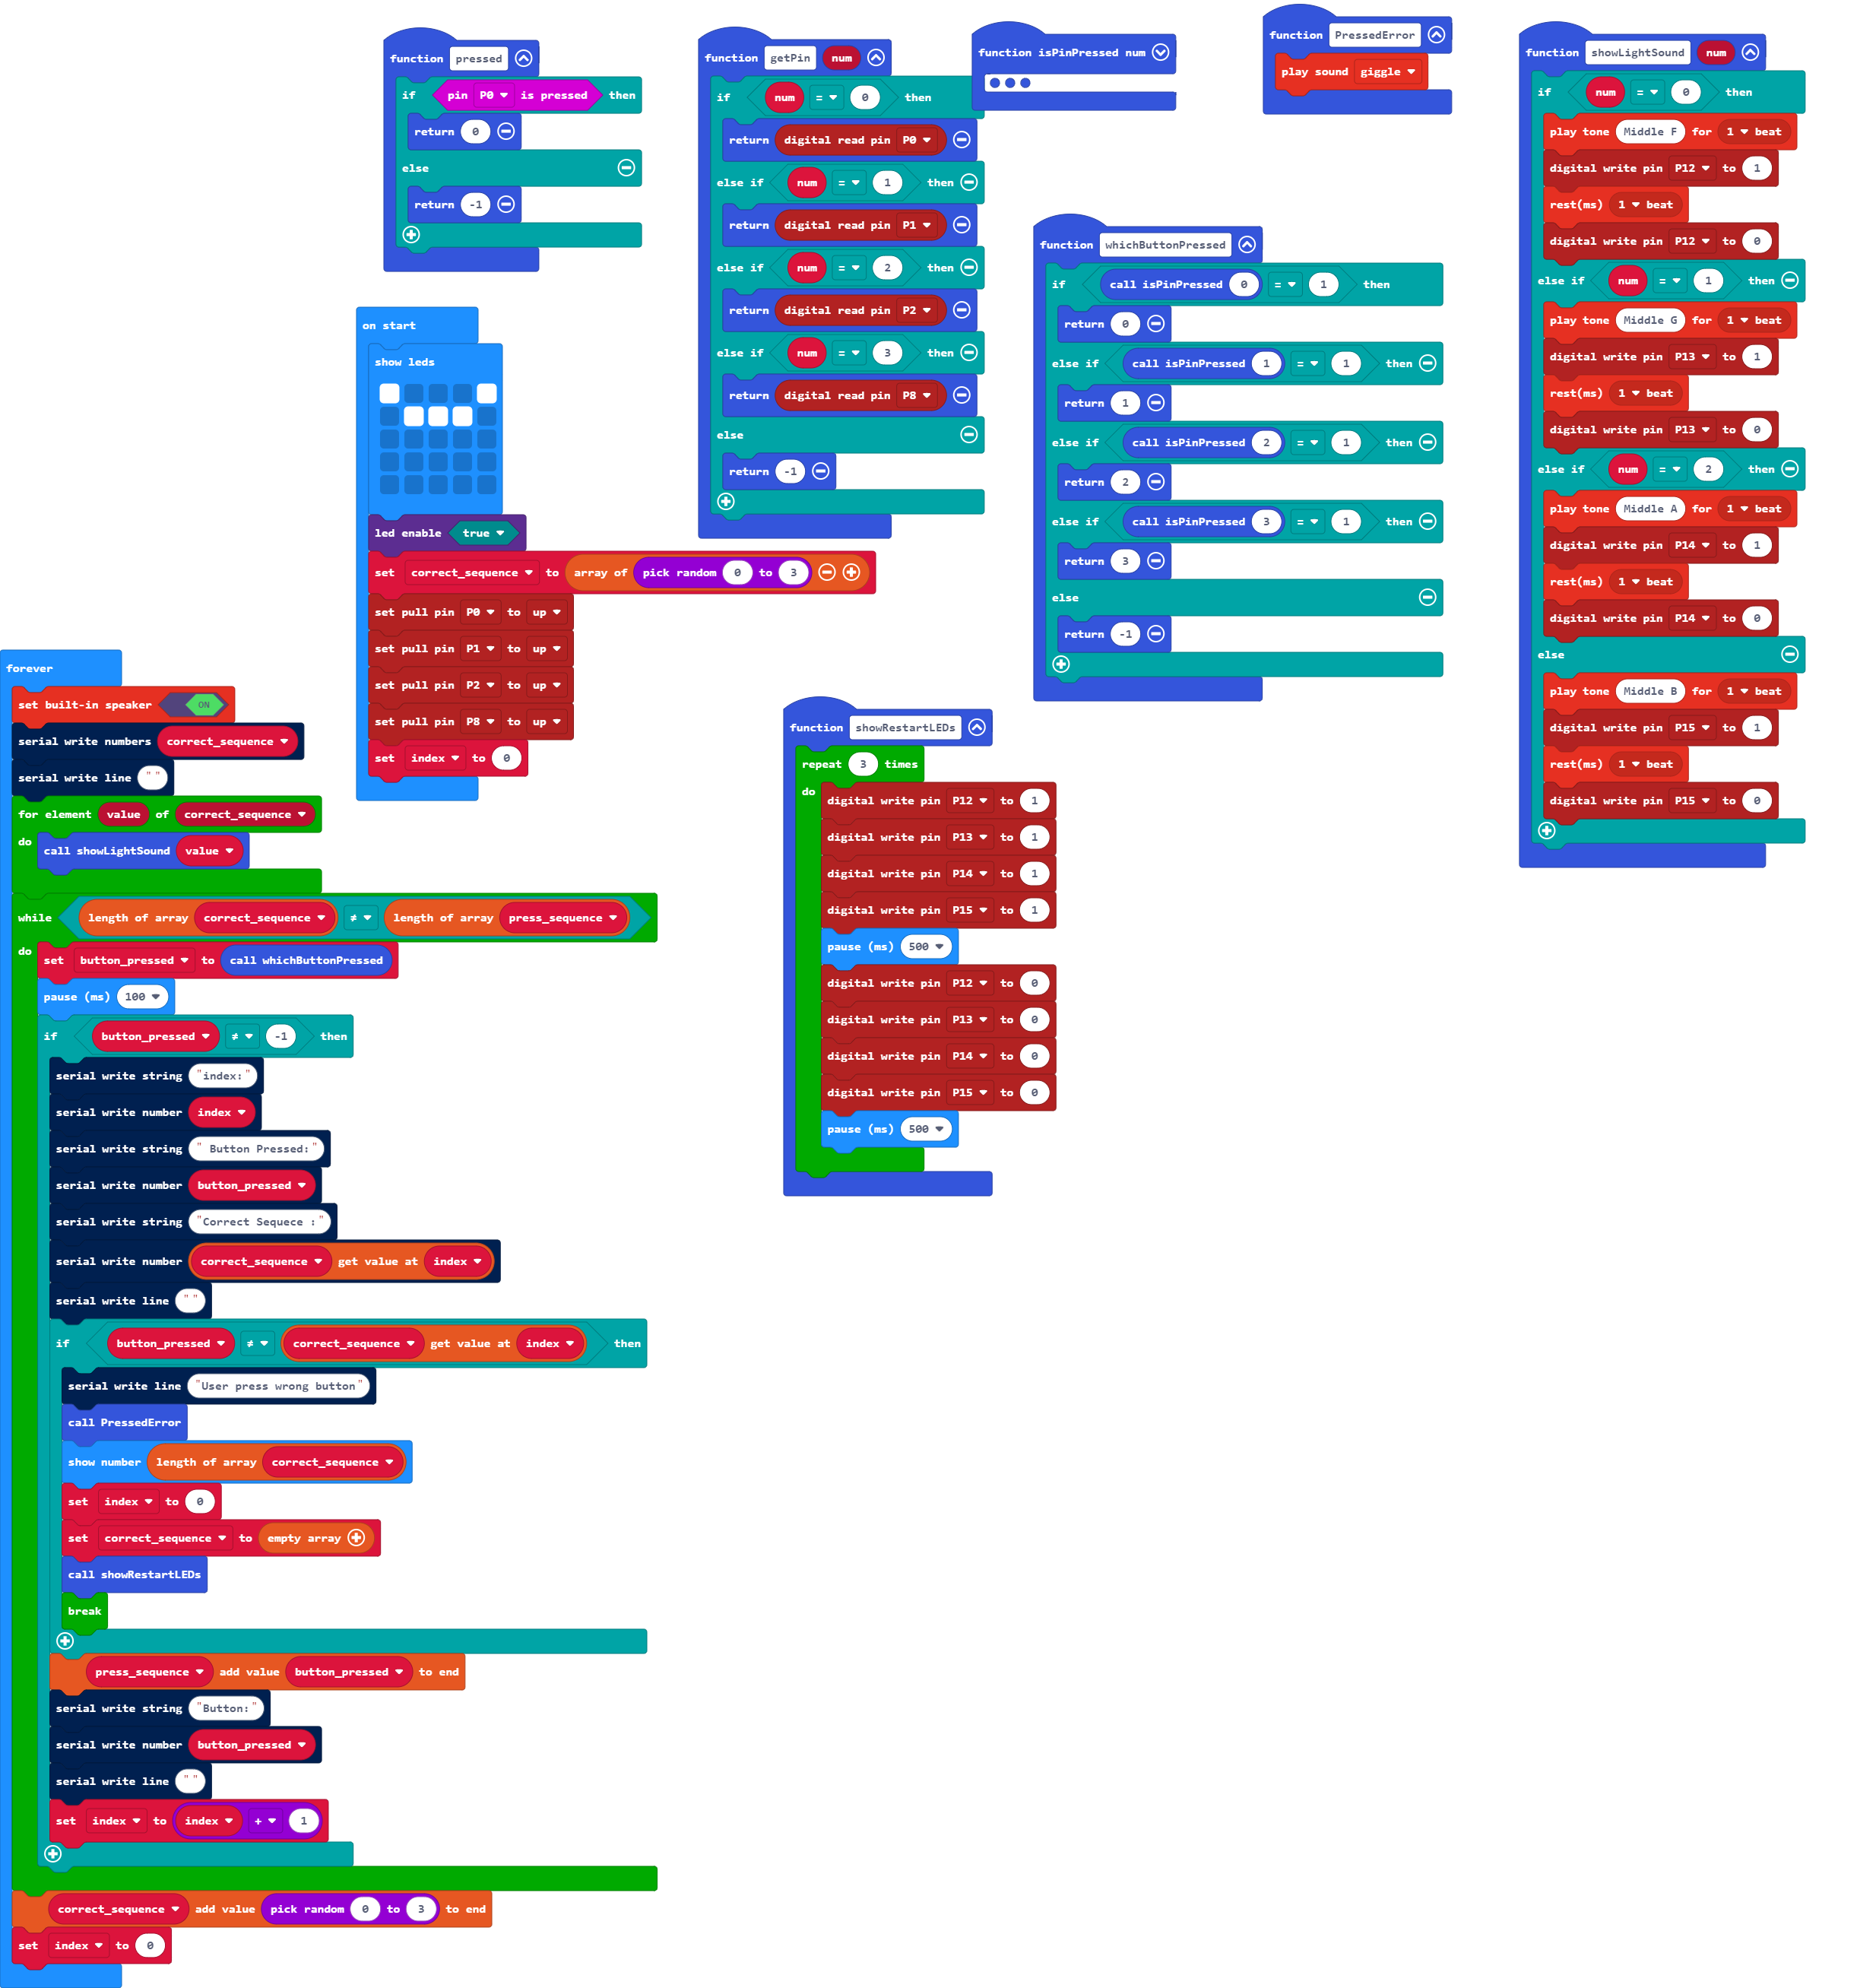 function pressed
if pin P0 is pressed then
return 0
else
return -1
function getPin num
if num = 0 then
return digital read pin P0
else if num = 1 then
return digital read pin P1
else if num = 2 then
return digital read pin P2
else if num = 3 then
return digital read pin P8
else
return -1
function isPinPressed num
function PressedError
play sound giggle
function showLightSound num
if num = 0 then
play tone Middle F for 1 beat
digital write pin P12 to 1
rest(ms) 1 beat
digital write pin P12 to 0
else if num = 1 then
play tone Middle G for 1 beat
digital write pin P13 to 1
rest(ms) 1 beat
digital write pin P13 to 0
else if num = 2 then
play tone Middle A for 1 beat
digital write pin P14 to 1
rest(ms) 1 beat
digital write pin P14 to 0
else
play tone Middle B for 1 beat
digital write pin P15 to 1
rest(ms) 1 beat
digital write pin P15 to 0
function whichButtonPressed
if call isPinPressed 0 = 1 then
return 0
else if call isPinPressed 1 = 1 then
return 1
else if call isPinPressed 2 = 1 then
return 2
else if call isPinPressed 3 = 1 then
return 3
else
return -1
on start
show leds
led enable true
set correct_sequence to array of pick random 0 to 3
set pull pin P0 to up
set pull pin P1 to up
set pull pin P2 to up
set pull pin P8 to up
set index to 0
function showRestartLEDs
repeat 3 times
do
digital write pin P12 to 1
digital write pin P13 to 1
digital write pin P14 to 1
digital write pin P15 to 1
pause (ms) 500
digital write pin P12 to 0
digital write pin P13 to 0
digital write pin P14 to 0
digital write pin P15 to 0
pause (ms) 500
forever
set built-in speaker ON
serial write numbers correct_sequence
serial write line " "
for element value of correct_sequence
do call showLightSound value
while length of array correct_sequence ≠ length of array press_sequence
do
set button_pressed to call whichButtonPressed
pause (ms) 100
if button_pressed ≠ -1 then
serial write string "index:"
serial write number index
serial write string " Button Pressed:"
serial write number button_pressed
serial write string "Correct Sequece :"
serial write number correct_sequence get value at index
serial write line " "
if button_pressed ≠ correct_sequence get value at index then
serial write line "User press wrong button"
call PressedError
show number length of array correct_sequence
set index to 0
set correct_sequence to empty array
call showRestartLEDs
break
press_sequence add value button_pressed to end
serial write string "Button:"
serial write number button_pressed
serial write line " "
set index to index + 1
correct_sequence add value pick random 0 to 3 to end
set index to 0